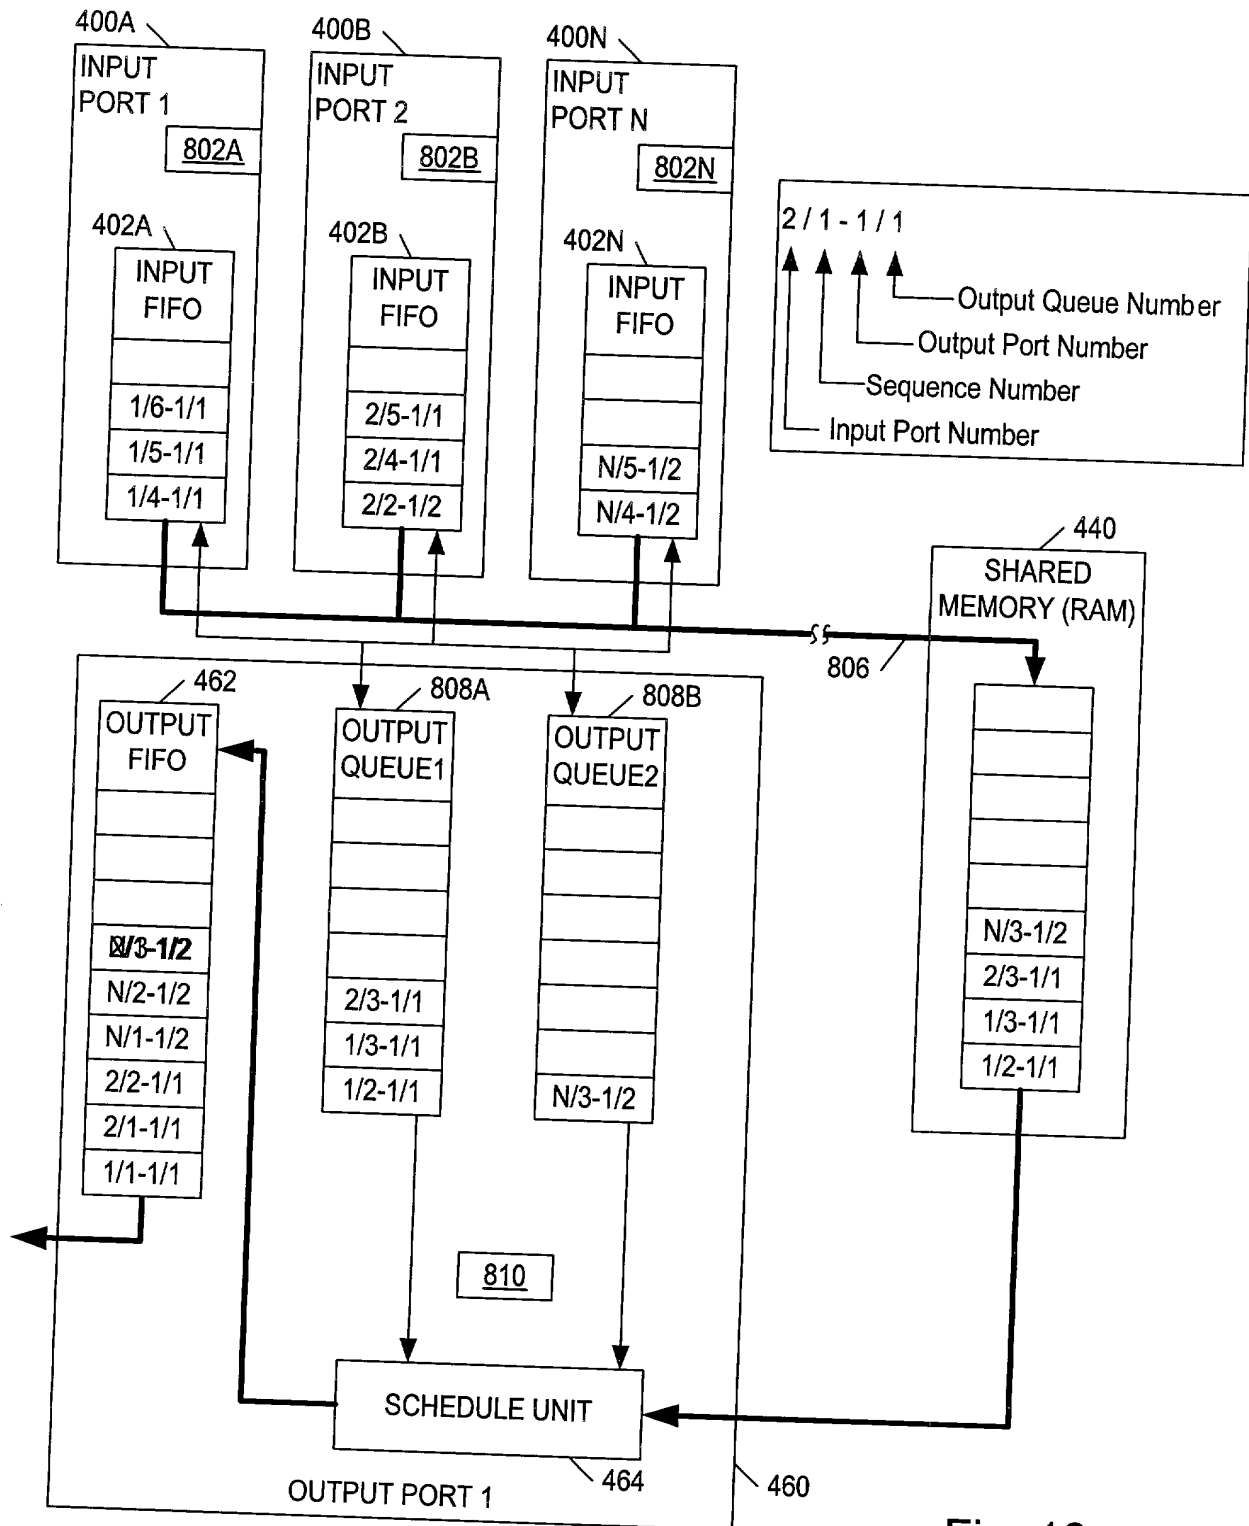 400A
INPUT
PORT 1
802A
402A
INPUT
FIFO
1/6-1/1
1/5-1/1
1/4-1/1
400B
INPUT
PORT 2
802B
402B
INPUT
FIFO
2/5-1/1
2/4-1/1
2/2-1/2
400N
INPUT
PORT N
802N
402N
INPUT
FIFO
N/5-1/2
N/4-1/2
2 / 1 - 1 / 1
Output Queue Number
Output Port Number
Sequence Number
Input Port Number
440
SHARED
MEMORY (RAM)
806
N/3-1/2
2/3-1/1
1/3-1/1
1/2-1/1
462
OUTPUT
FIFO
/3-1/2
N/2-1/2
N/1-1/2
2/2-1/1
2/1-1/1
1/1-1/1
808A
OUTPUT
QUEUE1
2/3-1/1
1/3-1/1
1/2-1/1
808B
OUTPUT
QUEUE2
N/3-1/2
810
SCHEDULE UNIT
464
460
OUTPUT PORT 1